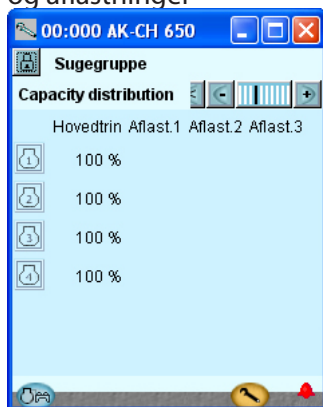 og aflastninger
00:000 AK-CH 650
Sugegruppe
Capacity distribution
Hovedtrin Aflast.1 Aflast.2 Aflast.3
1 100 %
2 100 %
3 100 %
4 100 %